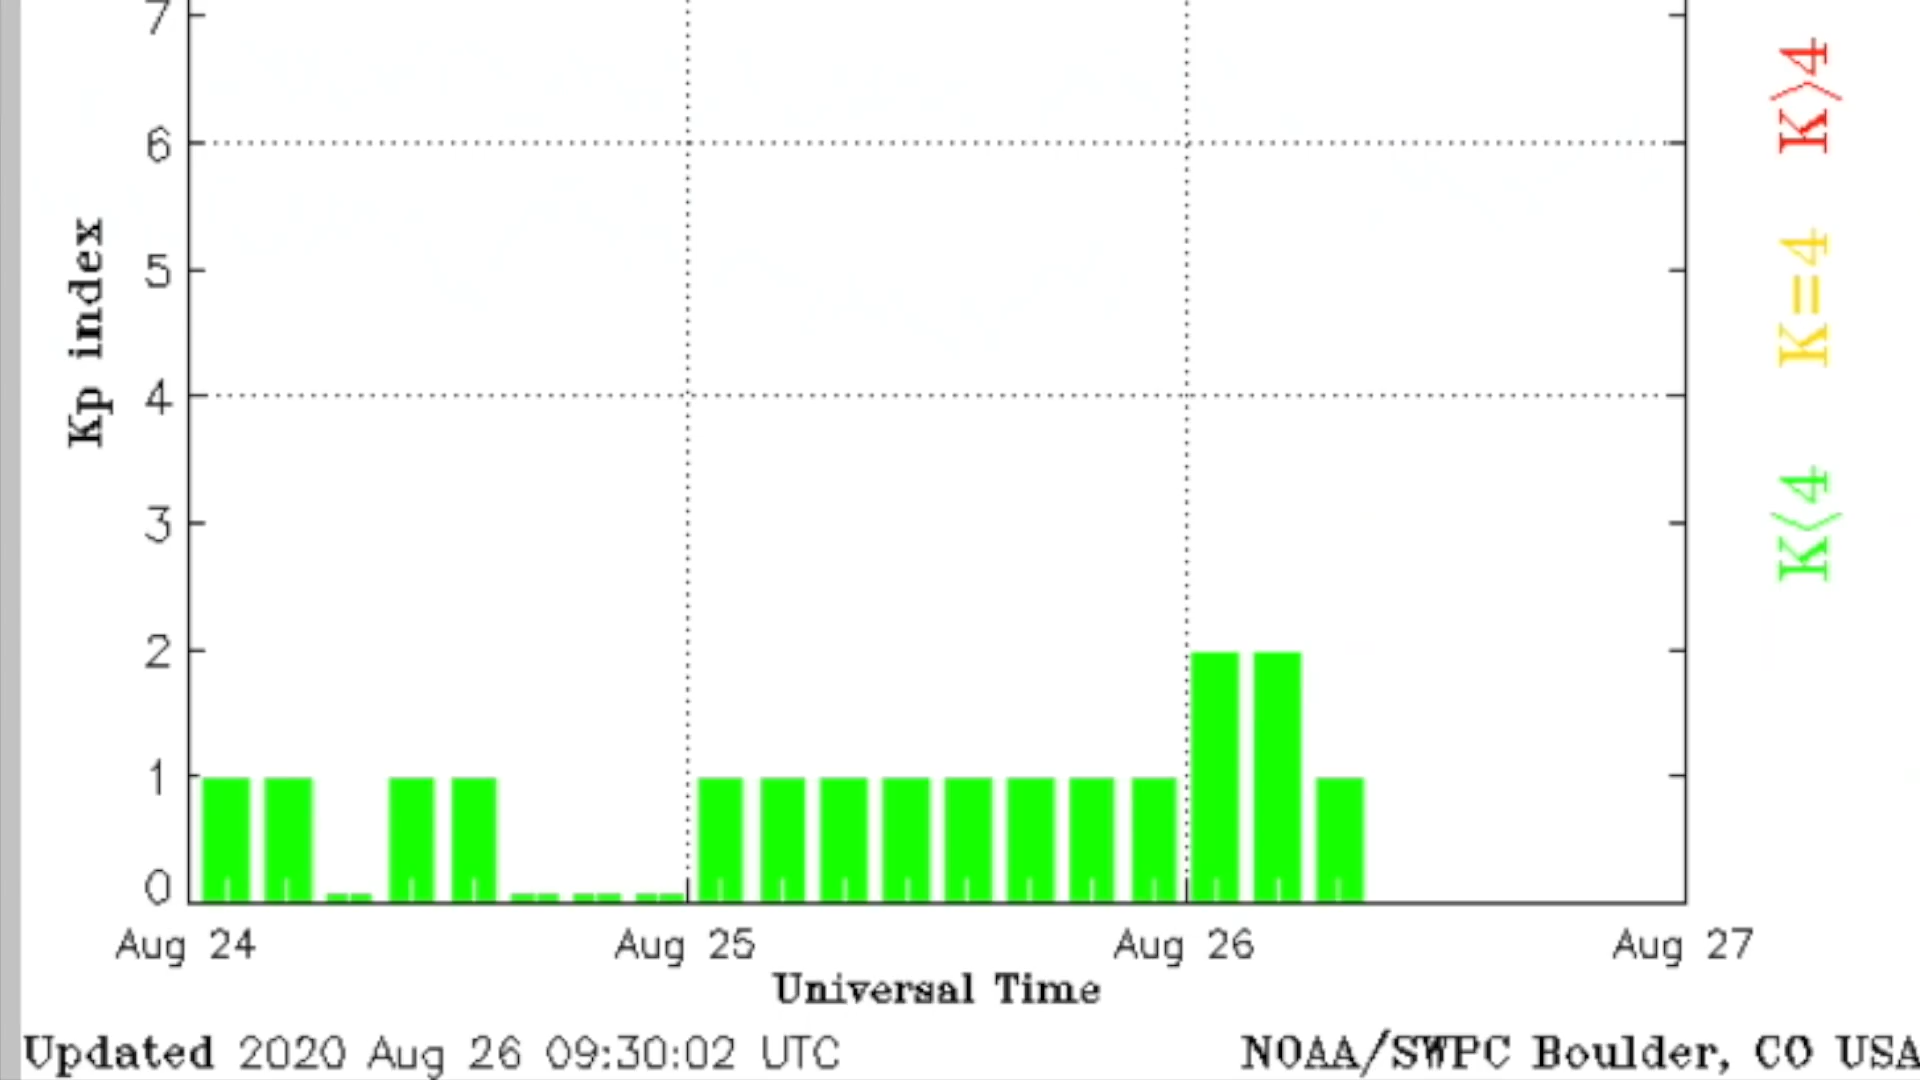 7
6
5
4
3
2
1
0
Kp index
K>4
K=4
K<4
Aug 24
Aug 25
Aug 26
Aug 27
Universal Time
Updated 2020 Aug 26 09:30:02 UTC
NOAA/SWPC Boulder, CO USA